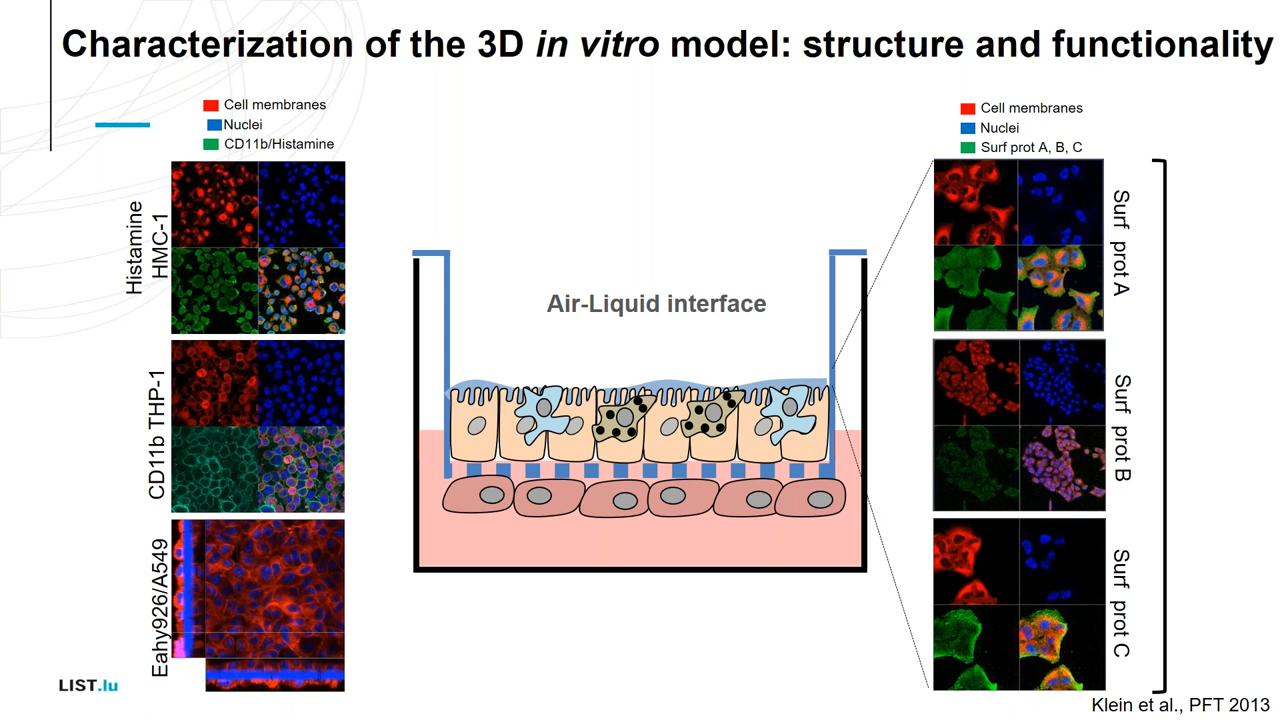 Characterization of the 3D in vitro model: structure and functionality
Cell membranes
Nuclei
CD11b/Histamine
Histamine
HMC-1
CD11b THP-1
Eahy926/A549
Air-Liquid interface
Cell membranes
Nuclei
Surf prot A, B, C
Surf prot A
Surf prot B
Surf prot C
LIST.lu
Klein et al., PFT 2013